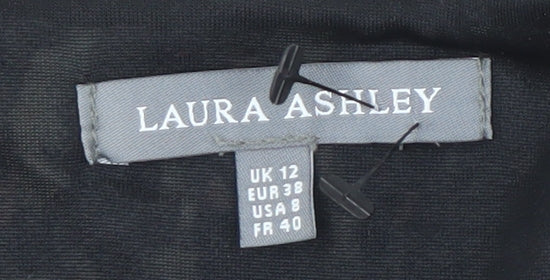 LAURA ASHLEY
UK 12
EUR 38
USA 8
FR 40